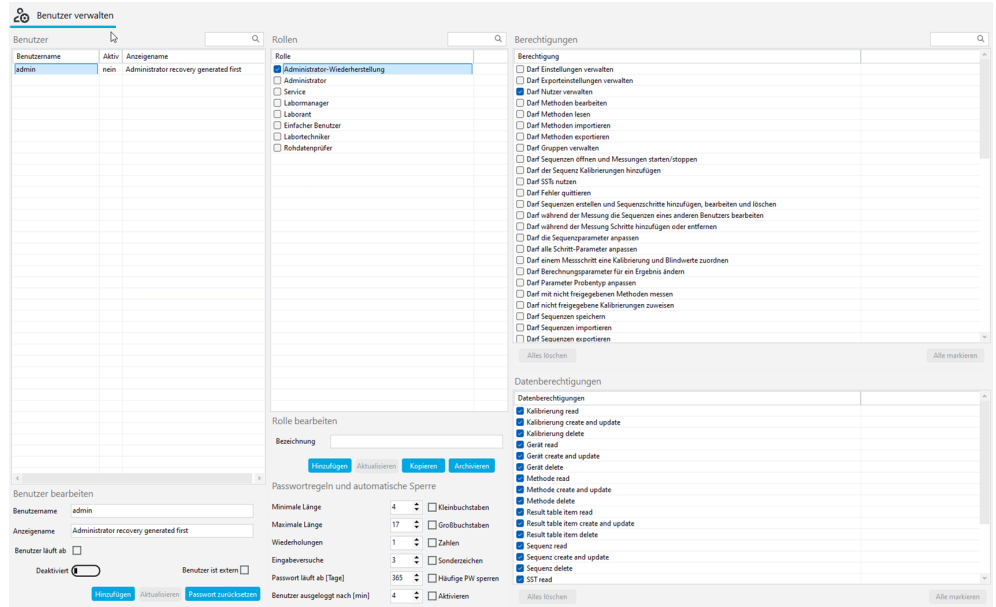 Benutzer verwalten
Benutzer
Benutzername Aktiv Anzeigename
admin nein Administrator recovery generated first
Benutzer bearbeiten
Benutzername admin
Anzeigename Administrator recovery generated first
Benutzer läuft ab
Deaktiviert Benutzer ist extern
Hinzufügen Aktualisieren Passwort zurücksetzen
Rollen
Rolle
Administrator-Wiederherstellung
Administrator
Service
Labormanager
Laborant
Einfacher Benutzer
Labortechniker
Rohdatenprüfer
Rolle bearbeiten
Bezeichnung
Hinzufügen Aktualisieren Kopieren Archivieren
Passwortregeln und automatische Sperre
Minimale Länge 4 Kleinbuchstaben
Maximale Länge 17 Großbuchstaben
Wiederholungen 1 Zahlen
Eingabeversuche 3 Sonderzeichen
Passwort läuft ab [Tage] 365 Häufige PW sperren
Benutzer ausgeloggt nach [min] 4 Aktivieren
Berechtigungen
Berechtigung
Darf Einstellungen verwalten
Darf Exporteinstellungen verwalten
Darf Nutzer verwalten
Darf Methoden bearbeiten
Darf Methoden lesen
Darf Methoden importieren
Darf Methoden exportieren
Darf Gruppen verwalten
Darf Sequenzen öffnen und Messungen starten/stoppen
Darf der Sequenz Kalibrierungen hinzufügen
Darf SSTs nutzen
Darf Fehler quittieren
Darf Sequenzen erstellen und Sequenzschritte hinzufügen, bearbeiten und löschen
Darf während der Messung die Sequenzen eines anderen Benutzers bearbeiten
Darf während der Messung Schritte hinzufügen oder entfernen
Darf die Sequenzparameter anpassen
Darf alle Schritt-Parameter anpassen
Darf einem Messschritt eine Kalibrierung und Blindwerte zuordnen
Darf Berechnungsparameter für ein Ergebnis ändern
Darf Parameter Probentyp anpassen
Darf mit nicht freigegebenen Methoden messen
Darf nicht freigegebene Kalibrierungen zuweisen
Darf Sequenzen speichern
Darf Sequenzen importieren
Darf Sequenzen exportieren
Alles löschen Alle markieren
Datenberechtigungen
Datenberechtigungen
Kalibrierung read
Kalibrierung create and update
Kalibrierung delete
Gerät read
Gerät create and update
Gerät delete
Methode read
Methode create and update
Methode delete
Result table item read
Result table item create and update
Result table item delete
Sequenz read
Sequenz create and update
Sequenz delete
SST read
Alles löschen Alle markieren